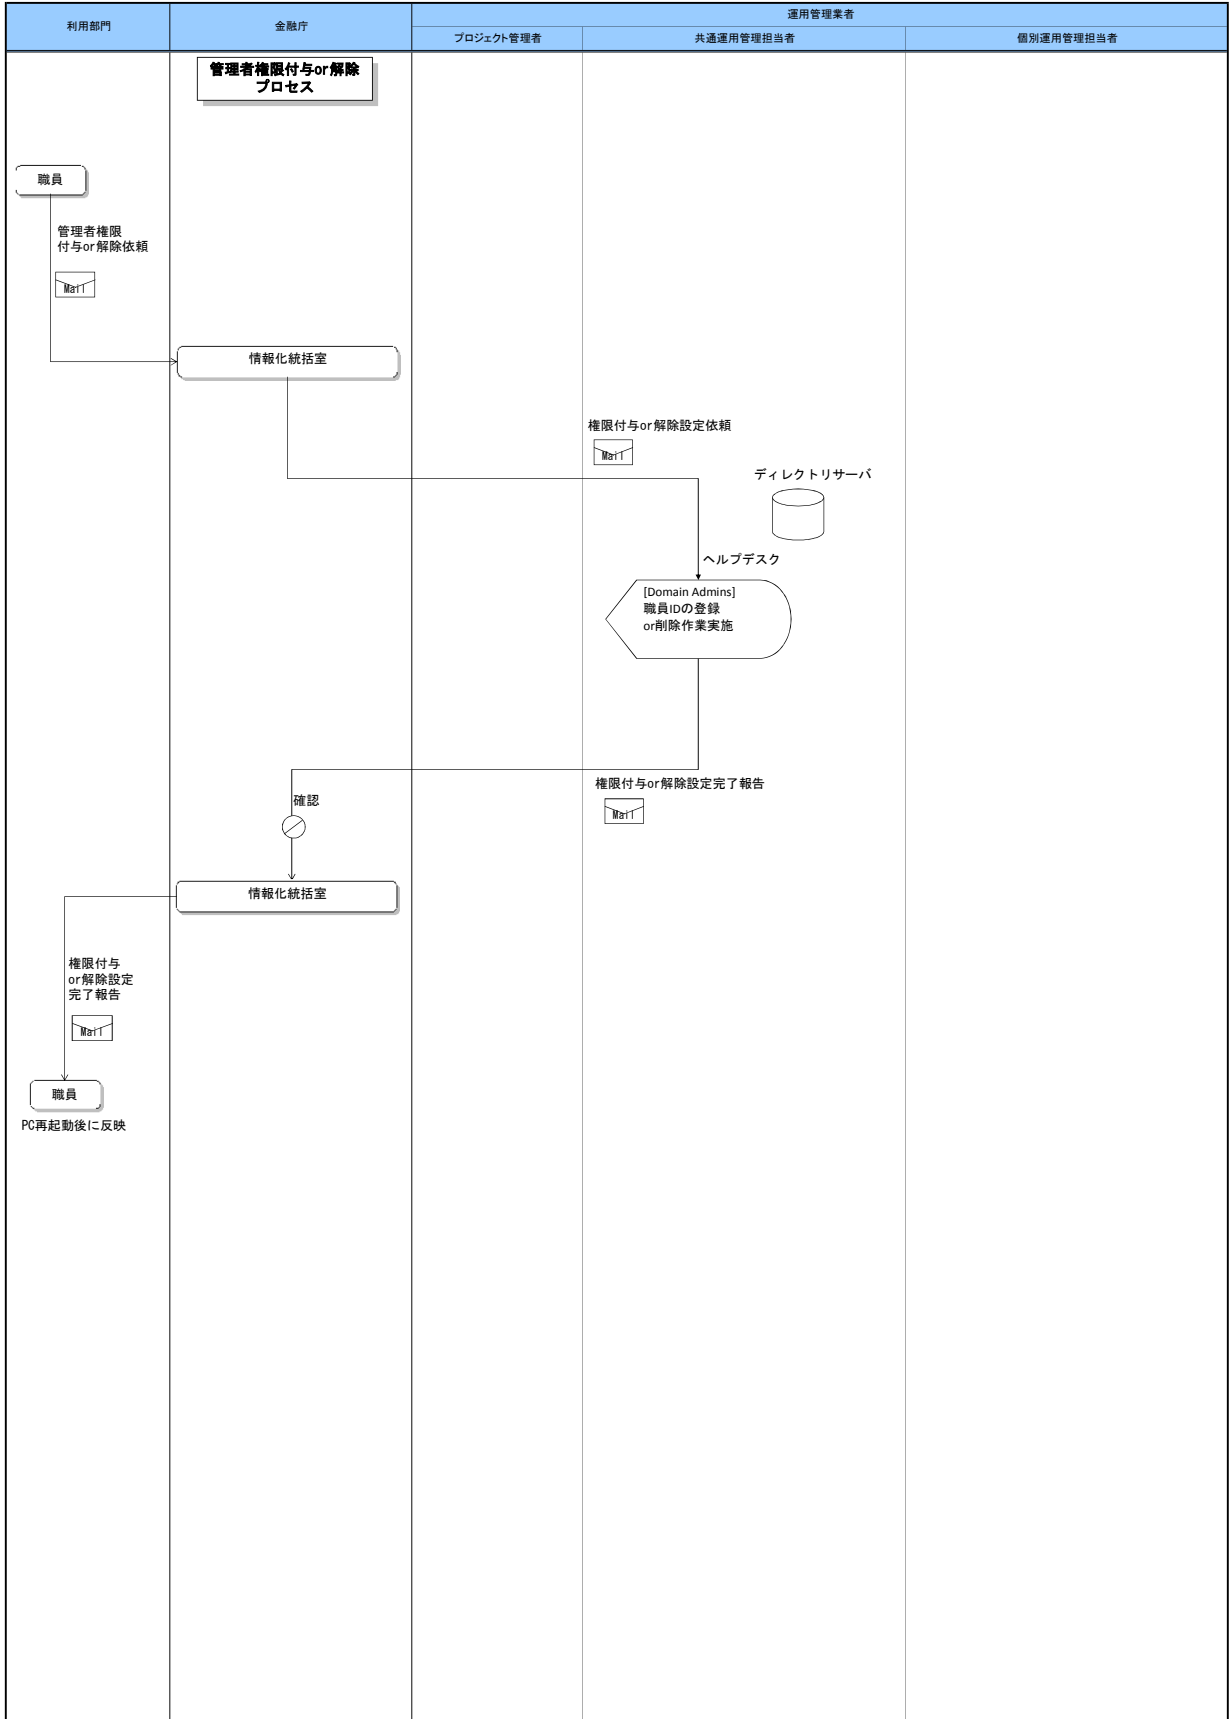 利用部門
金融庁
運用管理業者
プロジェクト管理者
共通運用管理担当者
個別運用管理担当者
管理者権限付与or解除
プロセス
職員
管理者権限
付与or解除依頼
Mail
情報化統括室
権限付与or解除設定依頼
Mail
ディレクトリサーバ
ヘルプデスク
[Domain Admins]
職員IDの登録
or削除作業実施
権限付与or解除設定完了報告
Mail
確認
情報化統括室
権限付与
or解除設定
完了報告
Mail
職員
PC再起動後に反映